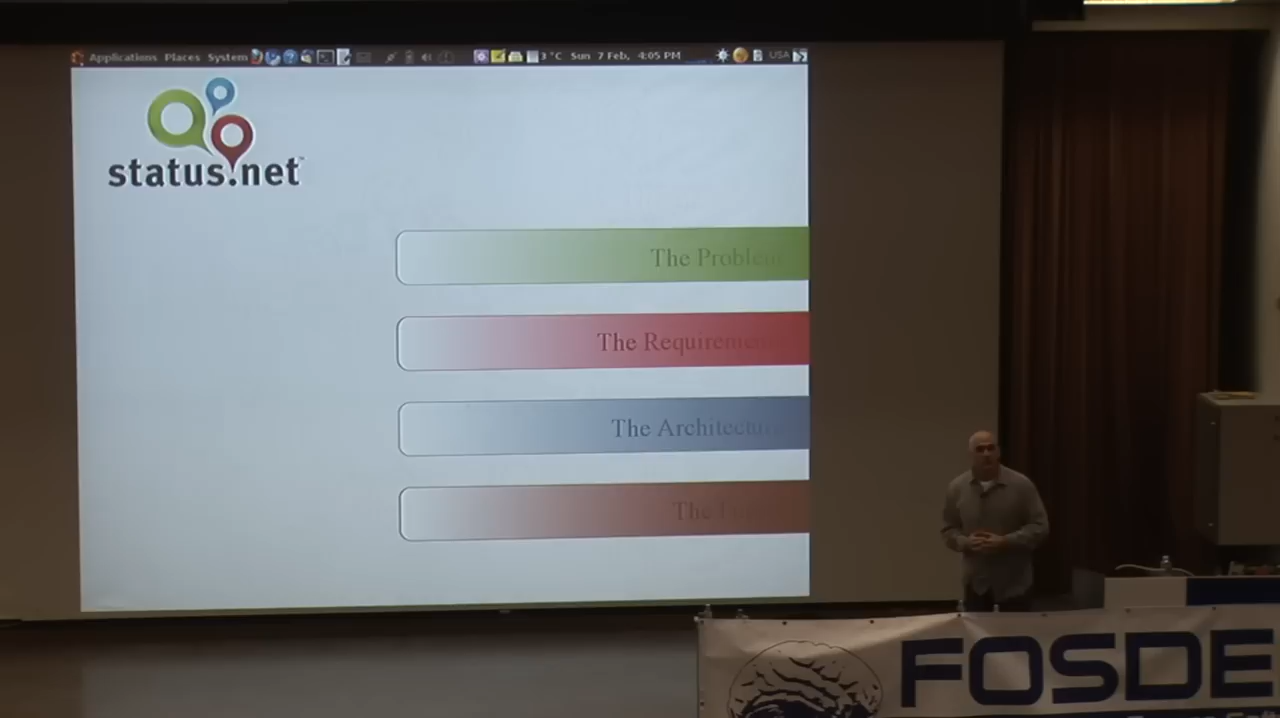 Applications Places System 3 °C Sun 7 Feb, 4:05 PM USA
status.net
The Problem
The Requirements
The Architecture
The
FOSDE